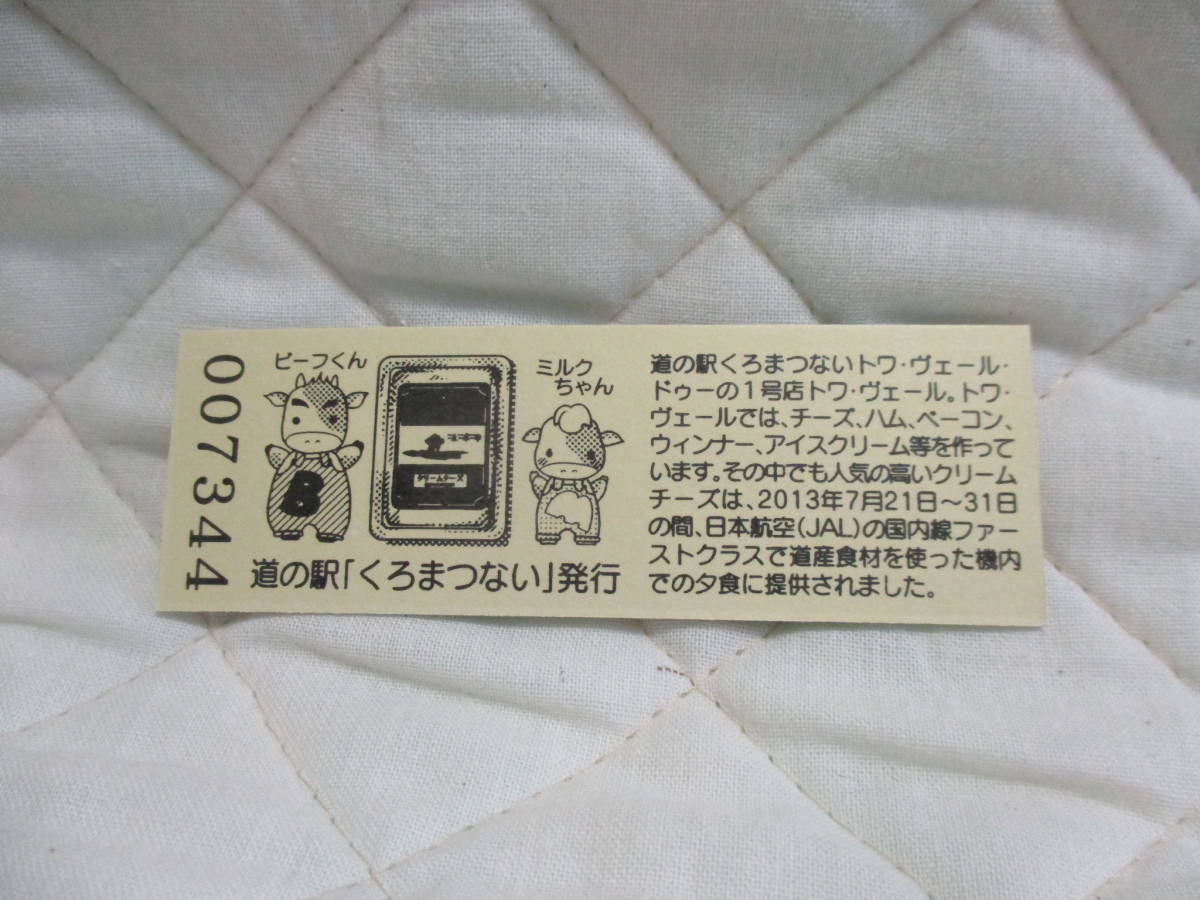 007344
ビーフくん
ミルク
ちゃん
B
クリームチーズ
道の駅「くろまつない」発行
道の駅くろまつないトワ・ヴェール・
ドゥーの1号店トワ・ヴェール。トワ・
ヴェールでは、チーズ、ハム、ベーコン、
ウィンナー、アイスクリーム等を作って
います。その中でも人気の高いクリーム
チーズは、2013年7月21日~31日
の間、日本航空(JAL)の国内線ファー
ストクラスで道産食材を使った機内
での夕食に提供されました。